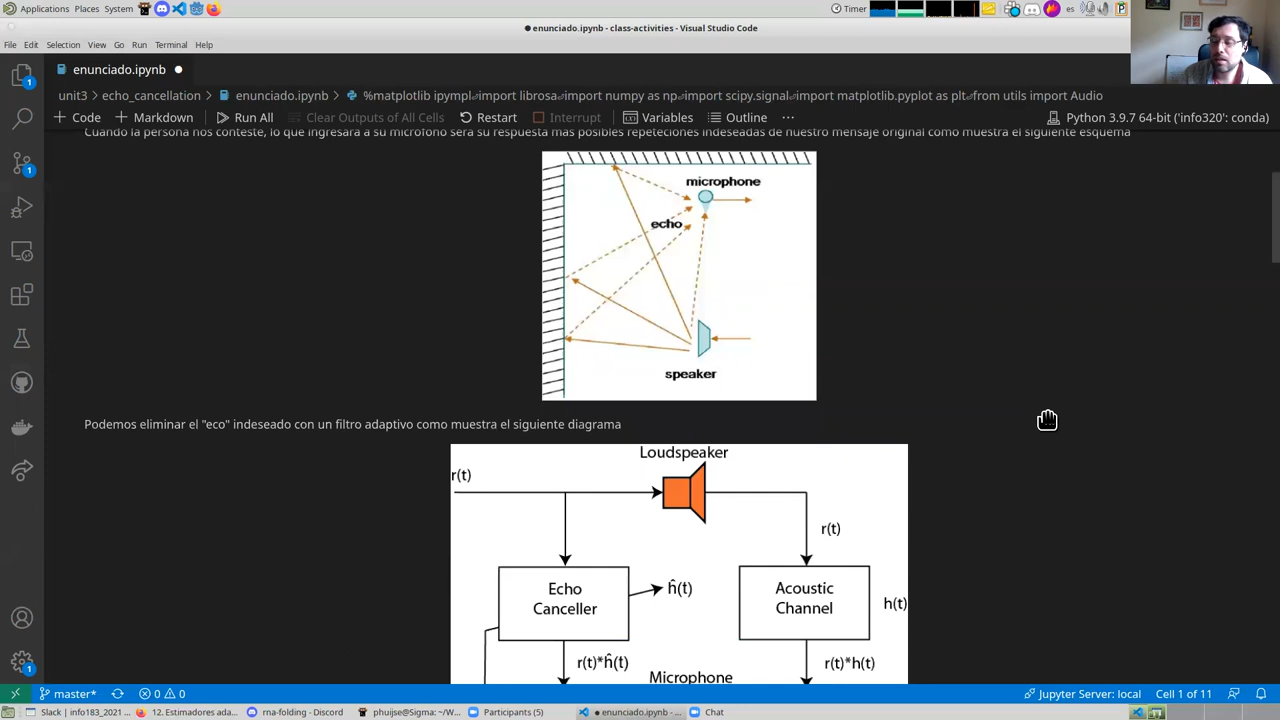 Applications Places System
Timer
es
enunciado.ipynb - class-activities - Visual Studio Code
File Edit Selection View Go Run Terminal Help
enunciado.ipynb
unit3 > echo_cancellation > enunciado.ipynb > %matplotlib ipympl⏎import librosa⏎import numpy as np⏎import scipy.signal⏎import matplotlib.pyplot as plt⏎from utils import Audio
+ Code + Markdown Run All Clear Outputs of All Cells Restart Interrupt Variables Outline ··· Python 3.9.7 64-bit ('info320': conda)
Cuando la persona nos conteste, lo que ingresará a su micrófono será su respuesta más posibles repeteciones indeseadas de nuestro mensaje original como muestra el siguiente esquema
microphone
echo
speaker
Podemos eliminar el "eco" indeseado con un filtro adaptivo como muestra el siguiente diagrama
Loudspeaker
r(t)
r(t)
Echo Canceller
ĥ(t)
Acoustic Channel
h(t)
r(t)*ĥ(t)
r(t)*h(t)
Microphone
1
1
1
master* 0 0 Jupyter Server: local Cell 1 of 11
Slack | info183_2021 ... 12. Estimadores ada... rna-folding - Discord phuijse@Sigma: ~/W... Participants (5) enunciado.ipynb - ... Chat